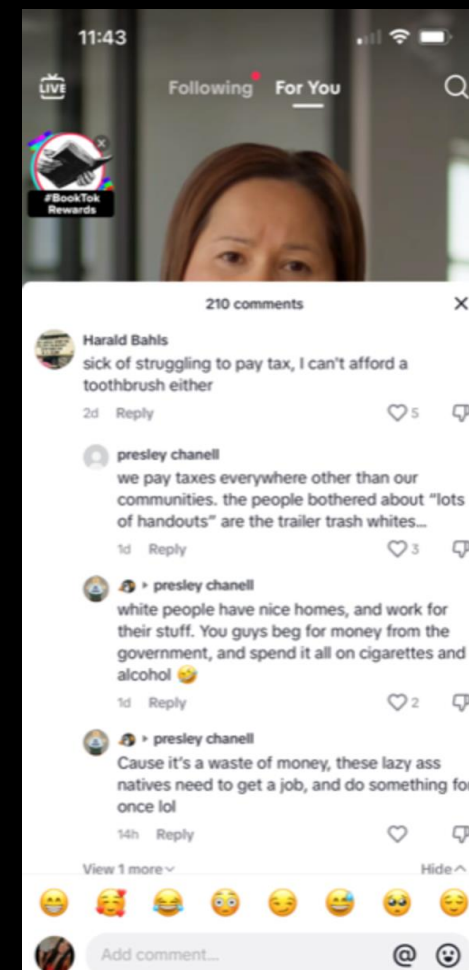 11:43
LIVE
Following For You
#BookTok
Rewards
210 comments
Harald Bahls
sick of struggling to pay tax, I can't afford a
toothbrush either
2d Reply 5
presley chanell
we pay taxes everywhere other than our
communities. the people bothered about "lots
of handouts" are the trailer trash whites...
1d Reply 3
presley chanell
white people have nice homes, and work for
their stuff. You guys beg for money from the
government, and spend it all on cigarettes and
alcohol 🤣
1d Reply 2
presley chanell
Cause it's a waste of money, these lazy ass
natives need to get a job, and do something for
once lol
14h Reply
View 1 more Hide
Add comment... @